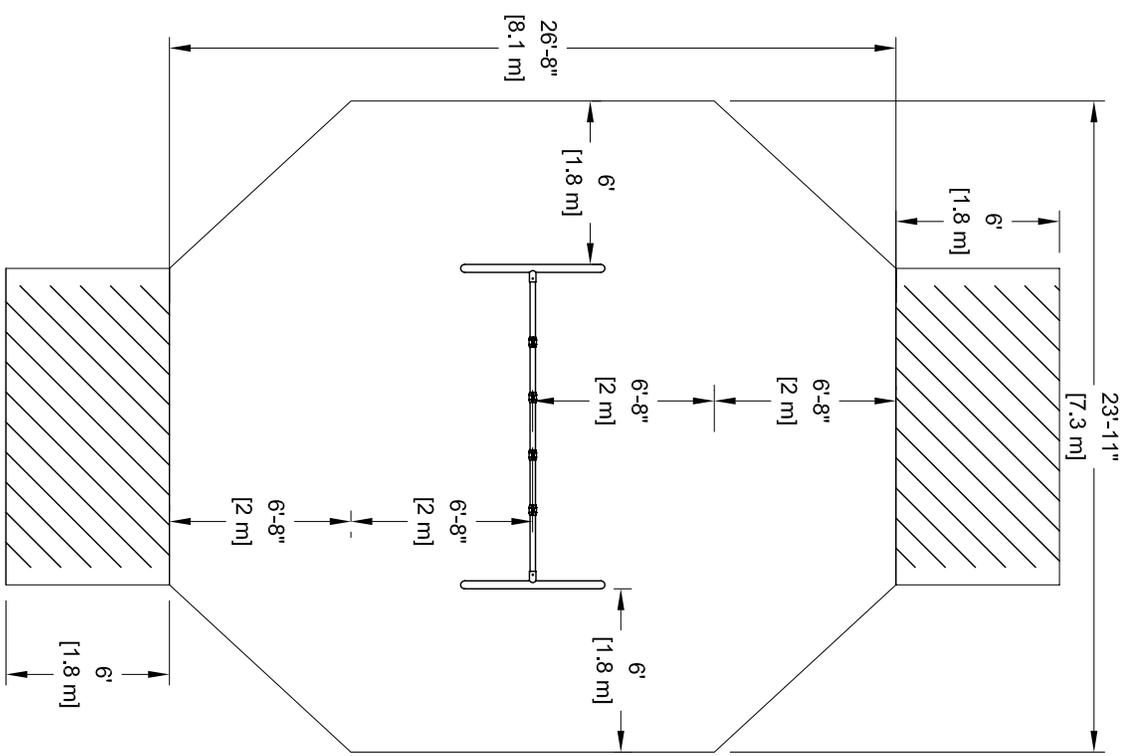 26'-8"
[8.1 m]
6'
[1.8 m]
6'
[1.8 m]
23'-11"
[7.3 m]
6'-8"
[2 m]
6'-8"
[2 m]
6'-8"
[2 m]
6'-8"
[2 m]
6'
[1.8 m]
6'
[1.8 m]